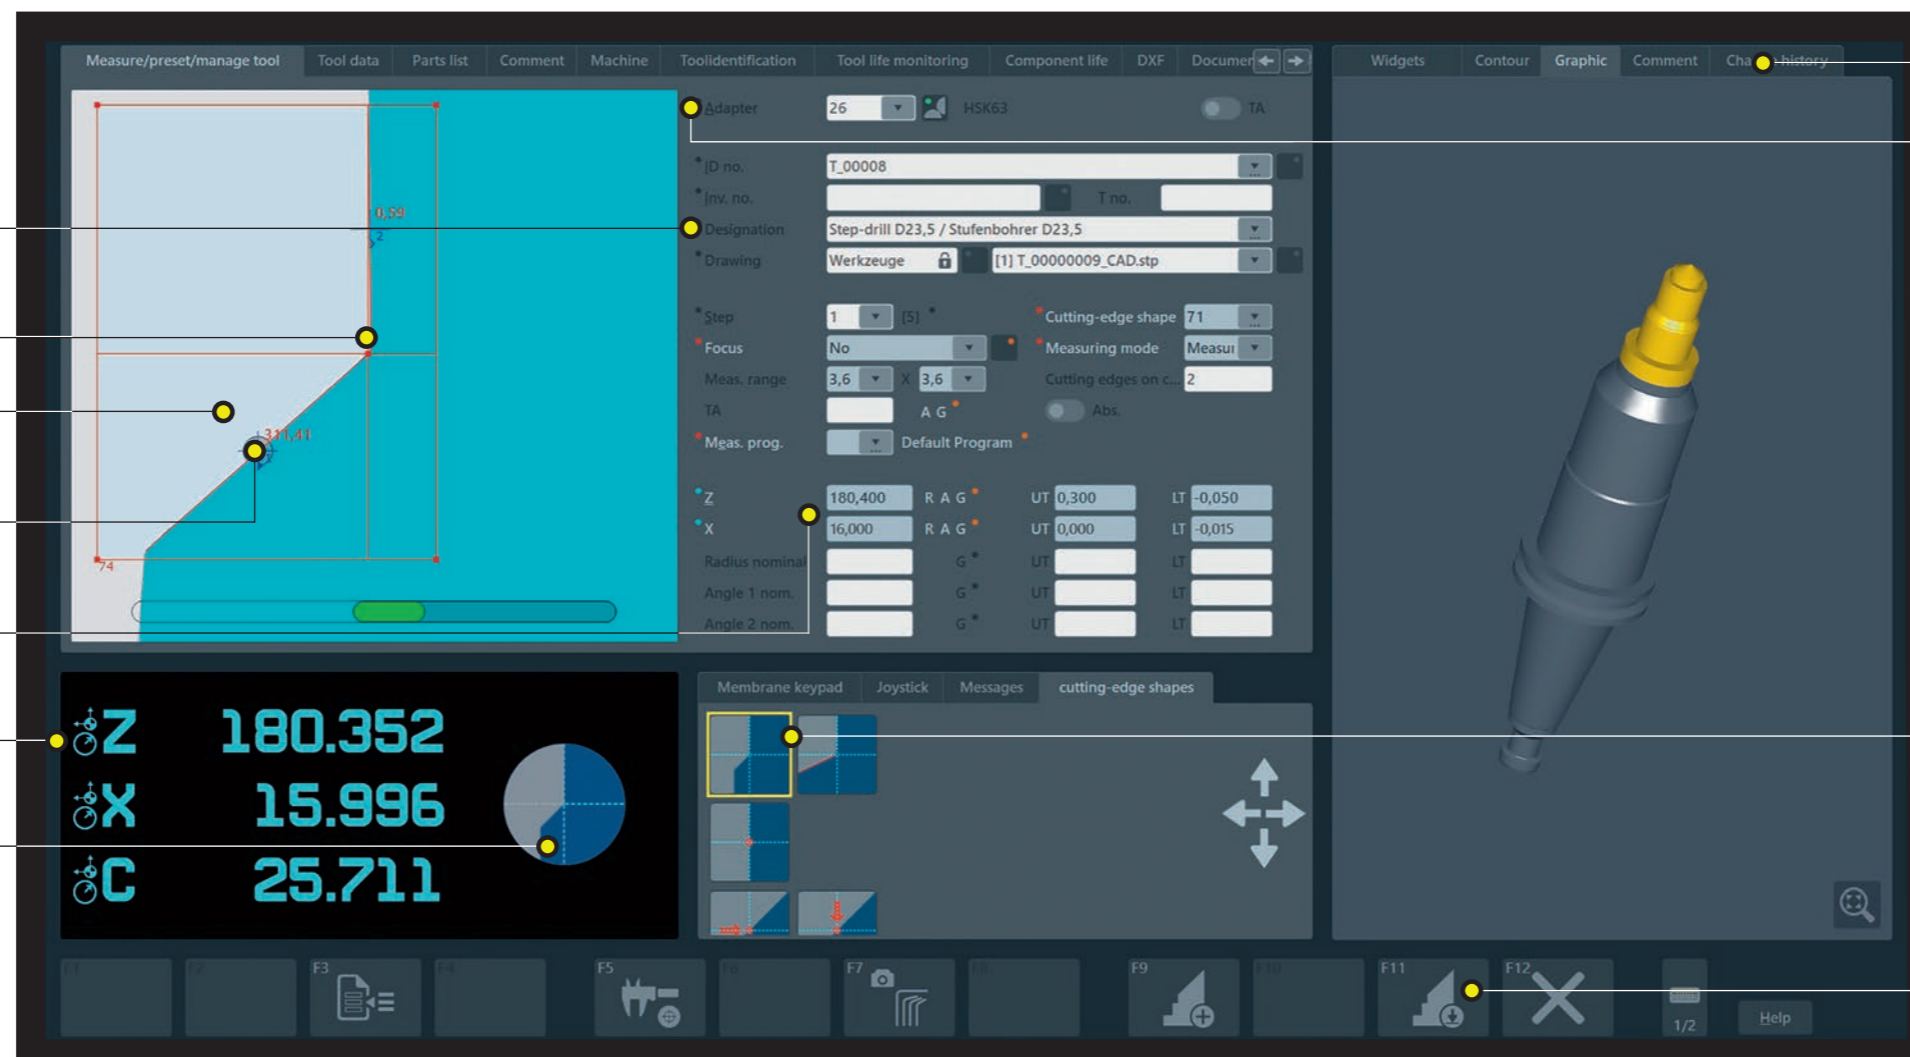 Measure/preset/manage tool Tool data Parts list Comment Machine Toolidentification Tool life monitoring Component life DXF
Widgets Contour Graphic Comment history
Adapter 26 HSK63 TA
ID no. T_00008
Inv. no. T no.
Designation Step-drill D23,5 / Stufenbohrer D23,5
Drawing Werkzeuge [1] T_00000009_CAD.stp
Step 1 [5] Cutting-edge shape 71
Focus No Measuring mode Measur
Meas. range 3,6 X 3,6 Cutting edges on c... 2
TA A G Abs.
Meas. prog. Default Program
Z 180,400 R A G UT 0,300 LT -0,050
X 16,000 R A G UT 0,000 LT -0,015
Radius nominal G UT LT
Angle 1 nom. G UT LT
Angle 2 nom. G UT LT
0,54
2
311,41
74
Z 180.352
X 15.996
C 25.711
Membrane keypad Joystick Messages cutting-edge shapes
F1 F2 F3 F4 F5 F6 F7 F8 F9 F10 F11 F12
1/2 Help